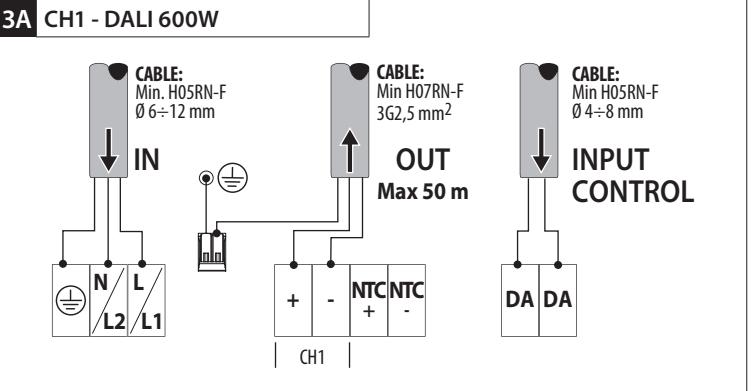 3A CH1 - DALI 600W
CABLE:
Min. H05RN-F
Ø 6÷12 mm
IN
CABLE:
Min H07RN-F
3G2,5 mm²
OUT
Max 50 m
CABLE:
Min H05RN-F
Ø 4÷8 mm
INPUT
CONTROL
N/L2 L/L1
+ - NTC+ NTC-
DA DA
CH1